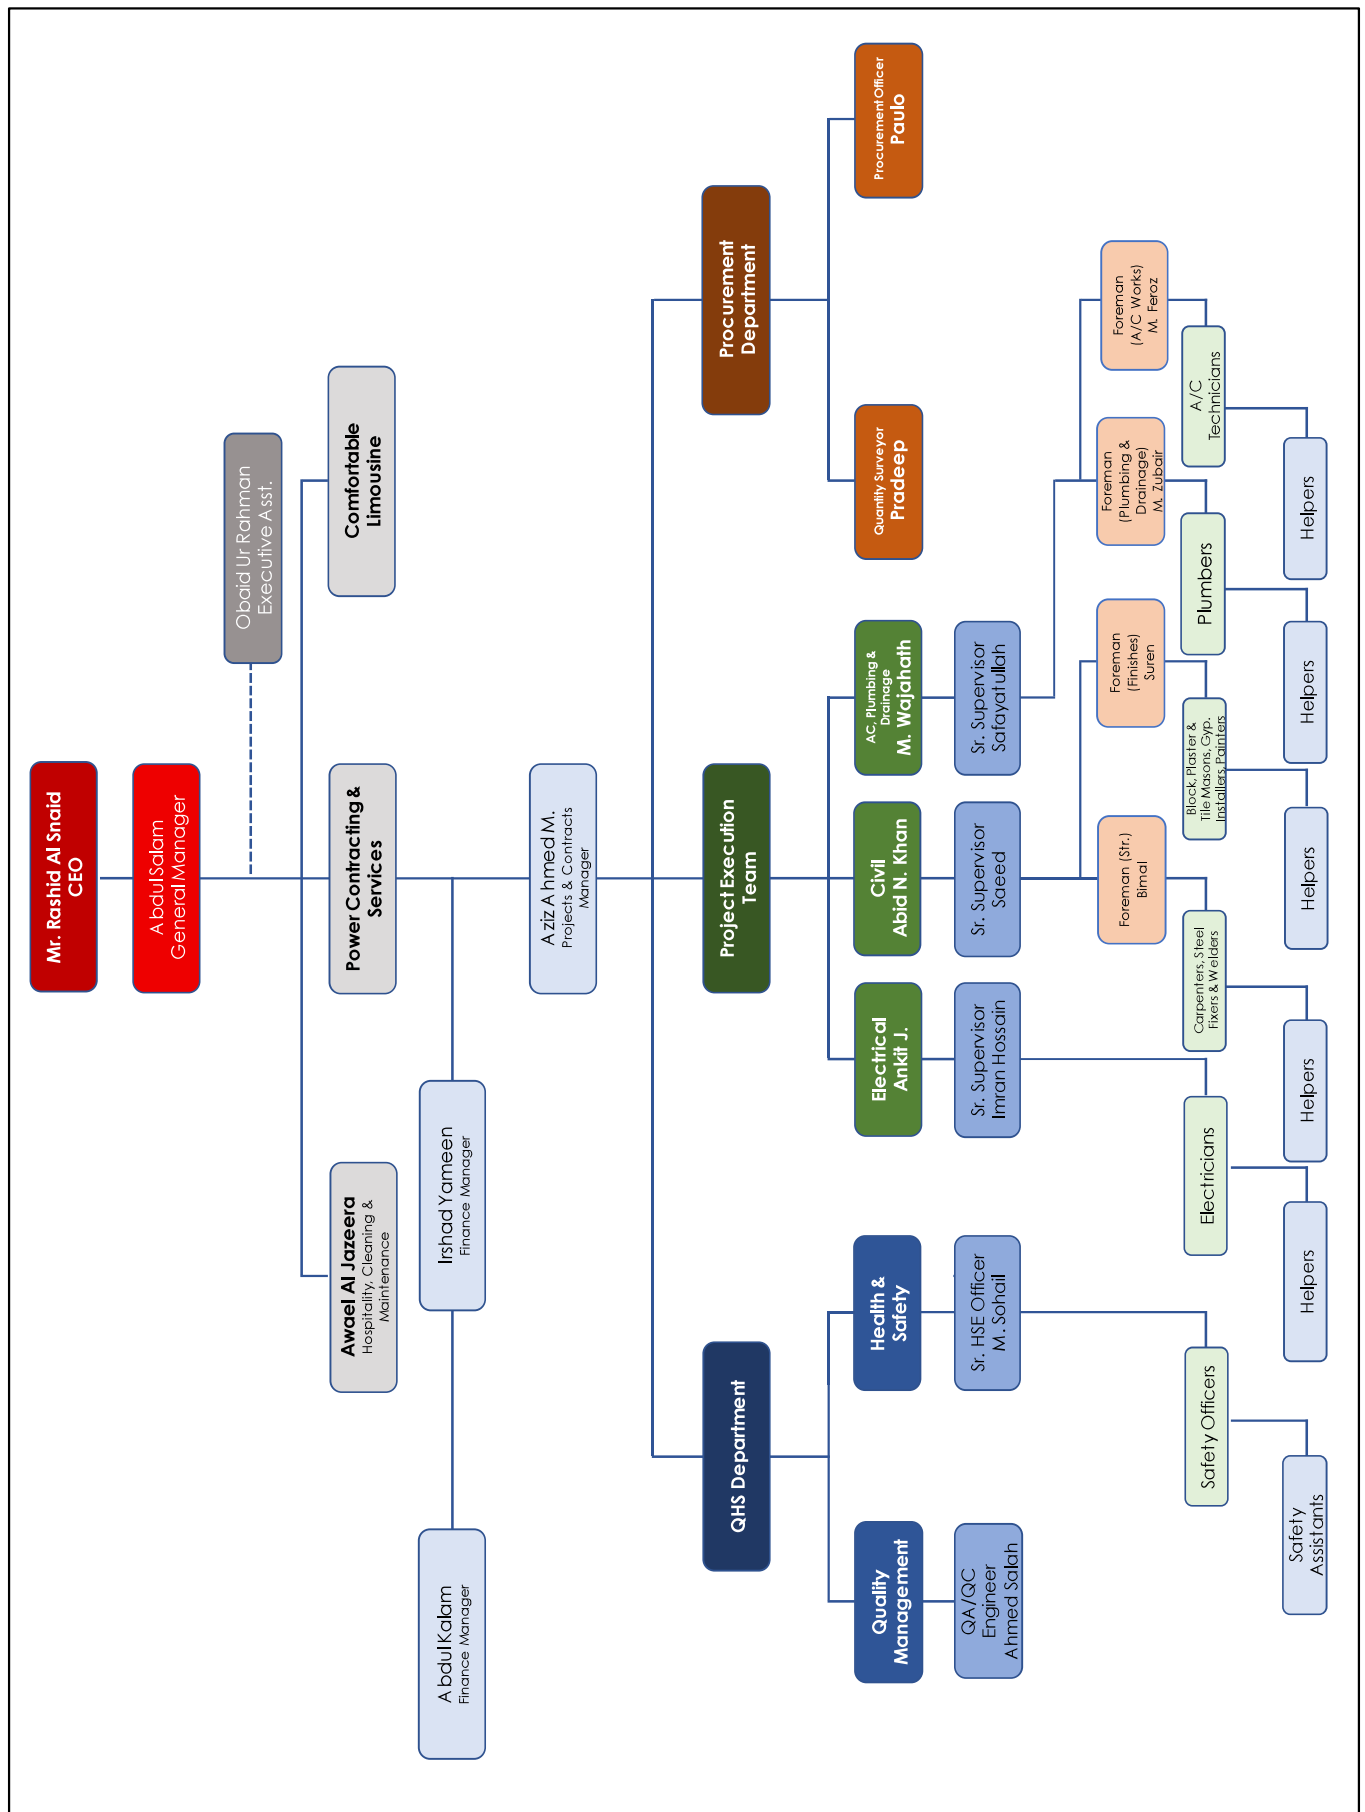 Mr. Rashid Al Snaid
CEO
Abdul Salam
General Manager
Obaid Ur Rahman
Executive Asst.
Awael Al Jazeera
Hospitality, Cleaning &
Maintenance
Power Contracting &
Services
Comfortable
Limousine
Abdul Kalam
Finance Manager
Irshad Yameen
Finance Manager
Aziz Ahmed M.
Projects & Contracts
Manager
QHS Department
Project Execution
Team
Procurement
Department
Quality
Management
Health &
Safety
Electrical
Ankit J.
Civil
Abid N. Khan
AC, Plumbing &
Drainage
M. Wajahath
Quantity Surveyor
Pradeep
Procurement Officer
Paulo
QA/QC
Engineer
Ahmed Salah
Sr. HSE Officer
M. Sohail
Sr. Supervisor
Imran Hossain
Sr. Supervisor
Saeed
Sr. Supervisor
Safayatullah
Foreman (Str.)
Bimal
Foreman
(Finishes)
Suren
Foreman
(Plumbing &
Drainage)
M. Zubair
Foreman
(A/C Works)
M. Feroz
Safety Officers
Electricians
Carpenters, Steel
Fixers & Welders
Block, Plaster &
Tile Masons, Gyp.
Installers, Painters
Plumbers
A/C
Technicians
Safety
Assistants
Helpers
Helpers
Helpers
Helpers
Helpers